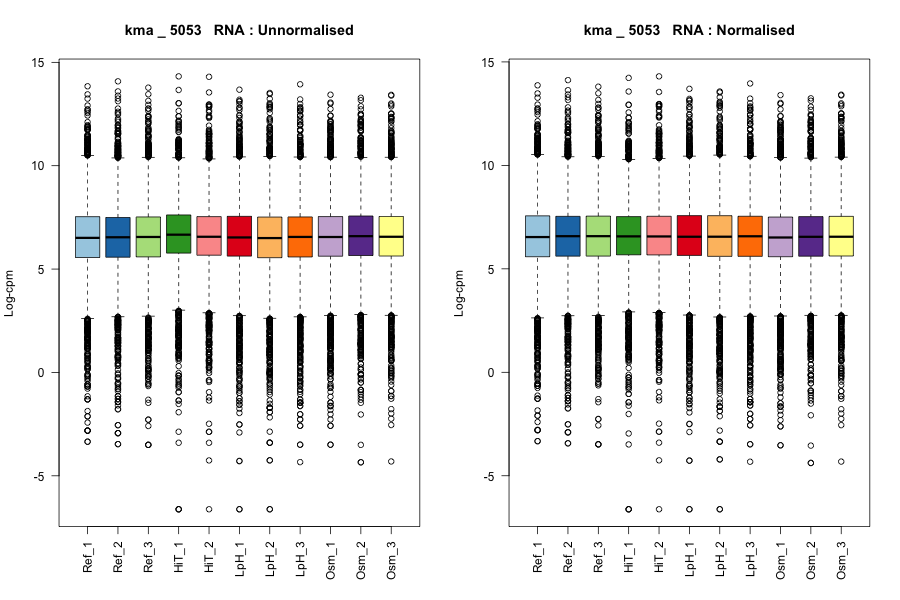 kma _ 5053   RNA : Unnormalised
Log-cpm
15
10
5
0
-5
Ref_1
Ref_2
Ref_3
HiT_1
HiT_2
LpH_1
LpH_2
LpH_3
Osm_1
Osm_2
Osm_3
kma _ 5053   RNA : Normalised
Log-cpm
15
10
5
0
-5
Ref_1
Ref_2
Ref_3
HiT_1
HiT_2
LpH_1
LpH_2
LpH_3
Osm_1
Osm_2
Osm_3